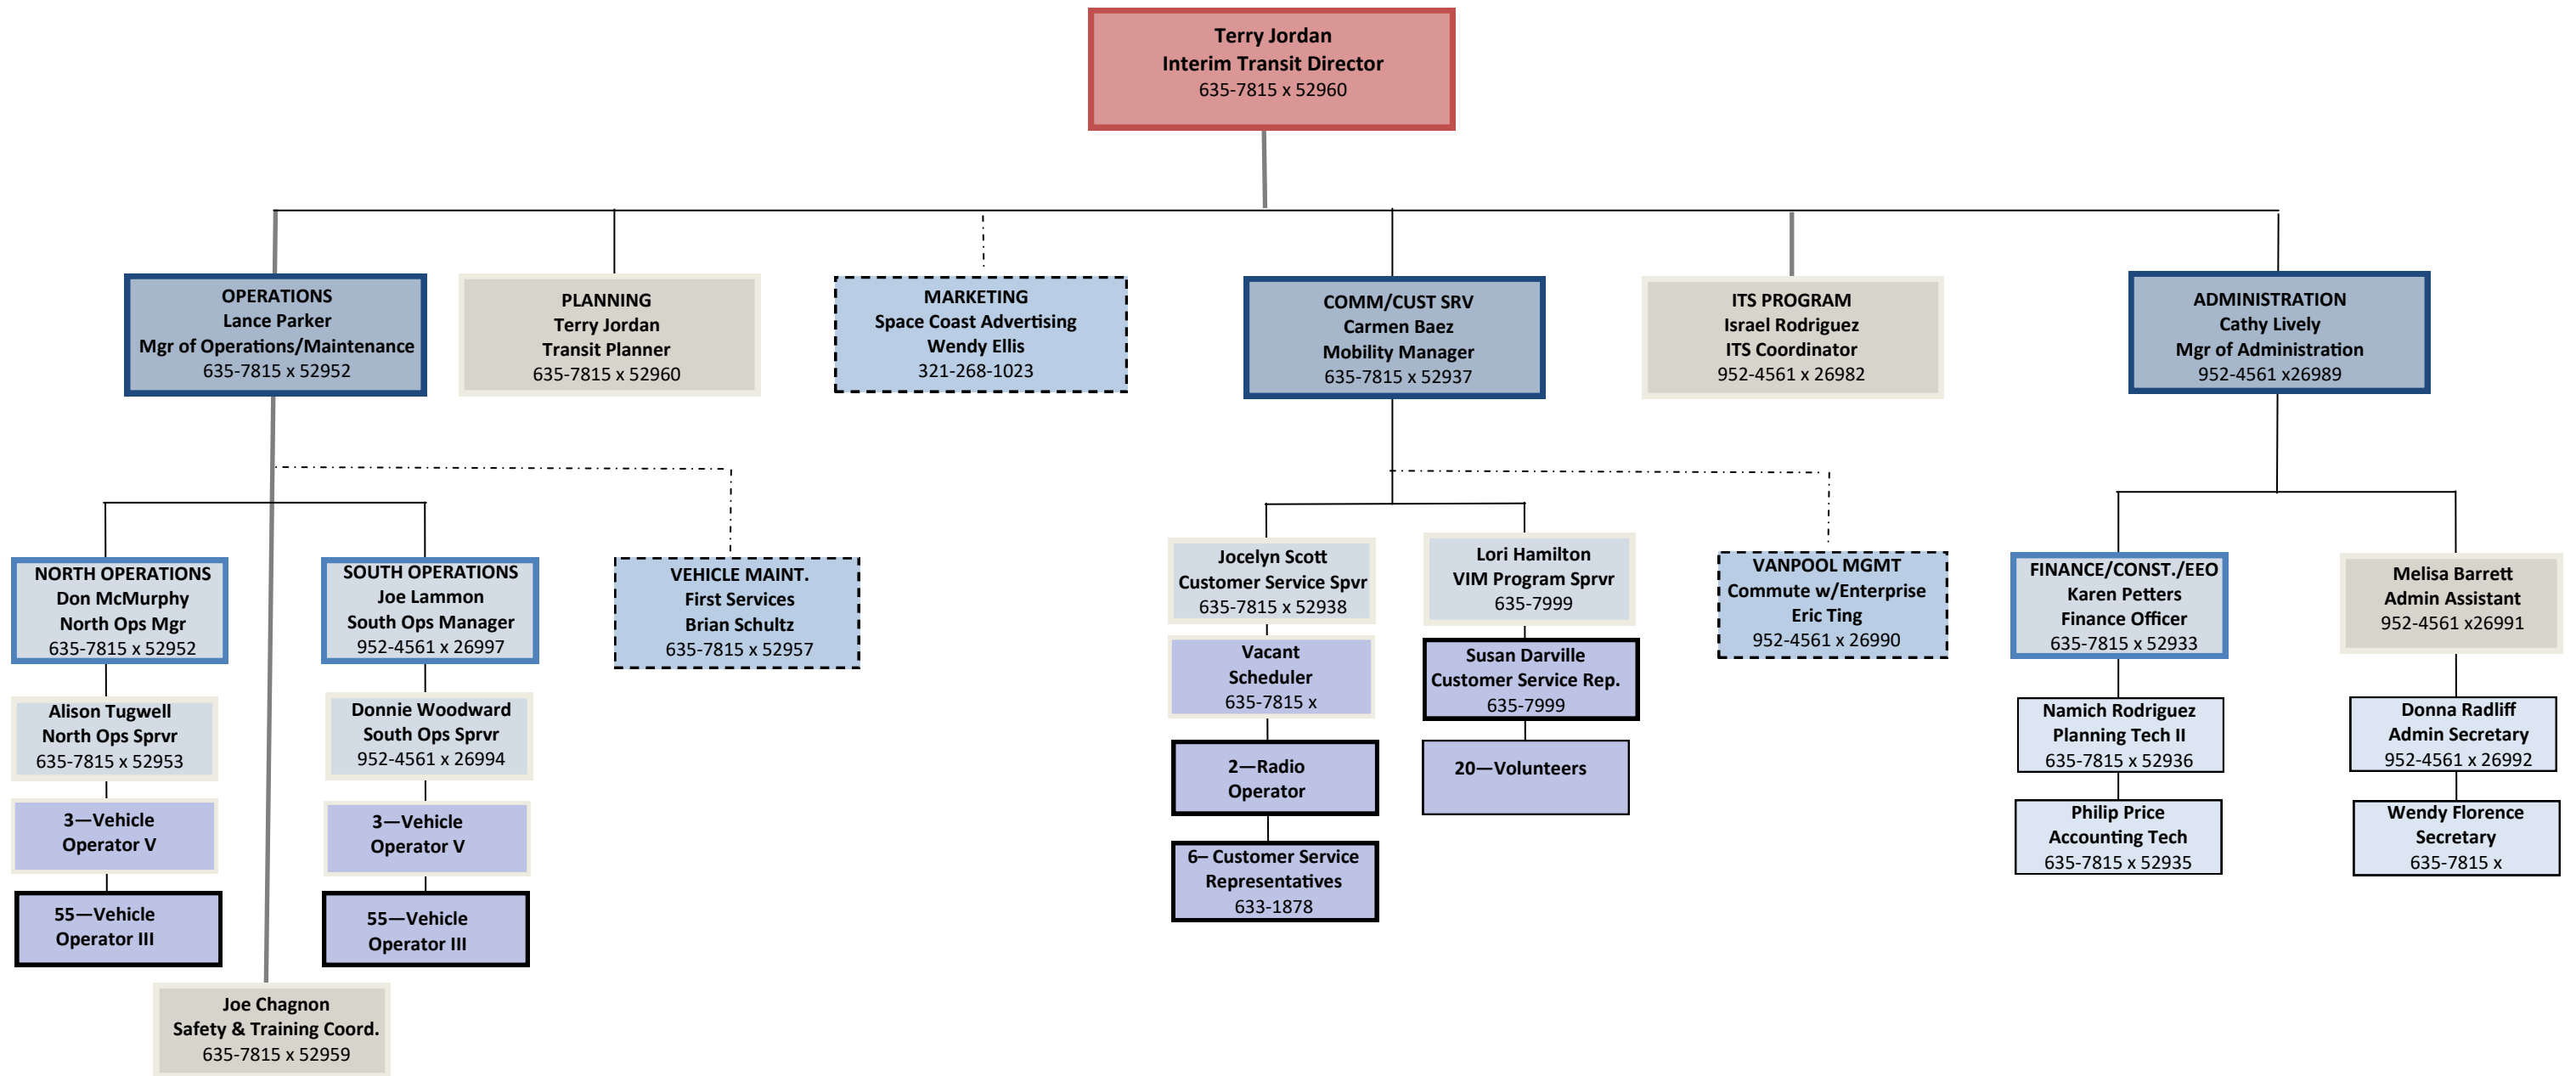 Terry Jordan
Interim Transit Director
635-7815 x 52960
OPERATIONS
Lance Parker
Mgr of Operations/Maintenance
635-7815 x 52952
PLANNING
Terry Jordan
Transit Planner
635-7815 x 52960
MARKETING
Space Coast Advertising
Wendy Ellis
321-268-1023
COMM/CUST SRV
Carmen Baez
Mobility Manager
635-7815 x 52937
ITS PROGRAM
Israel Rodriguez
ITS Coordinator
952-4561 x 26982
ADMINISTRATION
Cathy Lively
Mgr of Administration
952-4561 x26989
NORTH OPERATIONS
Don McMurphy
North Ops Mgr
635-7815 x 52952
SOUTH OPERATIONS
Joe Lammon
South Ops Manager
952-4561 x 26997
VEHICLE MAINT.
First Services
Brian Schultz
635-7815 x 52957
Jocelyn Scott
Customer Service Spvr
635-7815 x 52938
Lori Hamilton
VIM Program Sprvr
635-7999
VANPOOL MGMT
Commute w/Enterprise
Eric Ting
952-4561 x 26990
FINANCE/CONST./EEO
Karen Petters
Finance Officer
635-7815 x 52933
Melisa Barrett
Admin Assistant
952-4561 x26991
Alison Tugwell
North Ops Sprvr
635-7815 x 52953
Donnie Woodward
South Ops Sprvr
952-4561 x 26994
Vacant
Scheduler
635-7815 x
Susan Darville
Customer Service Rep.
635-7999
Namich Rodriguez
Planning Tech II
635-7815 x 52936
Donna Radliff
Admin Secretary
952-4561 x 26992
3—Vehicle
Operator V
3—Vehicle
Operator V
2—Radio
Operator
20—Volunteers
Philip Price
Accounting Tech
635-7815 x 52935
Wendy Florence
Secretary
635-7815 x
55—Vehicle
Operator III
55—Vehicle
Operator III
6– Customer Service
Representatives
633-1878
Joe Chagnon
Safety & Training Coord.
635-7815 x 52959